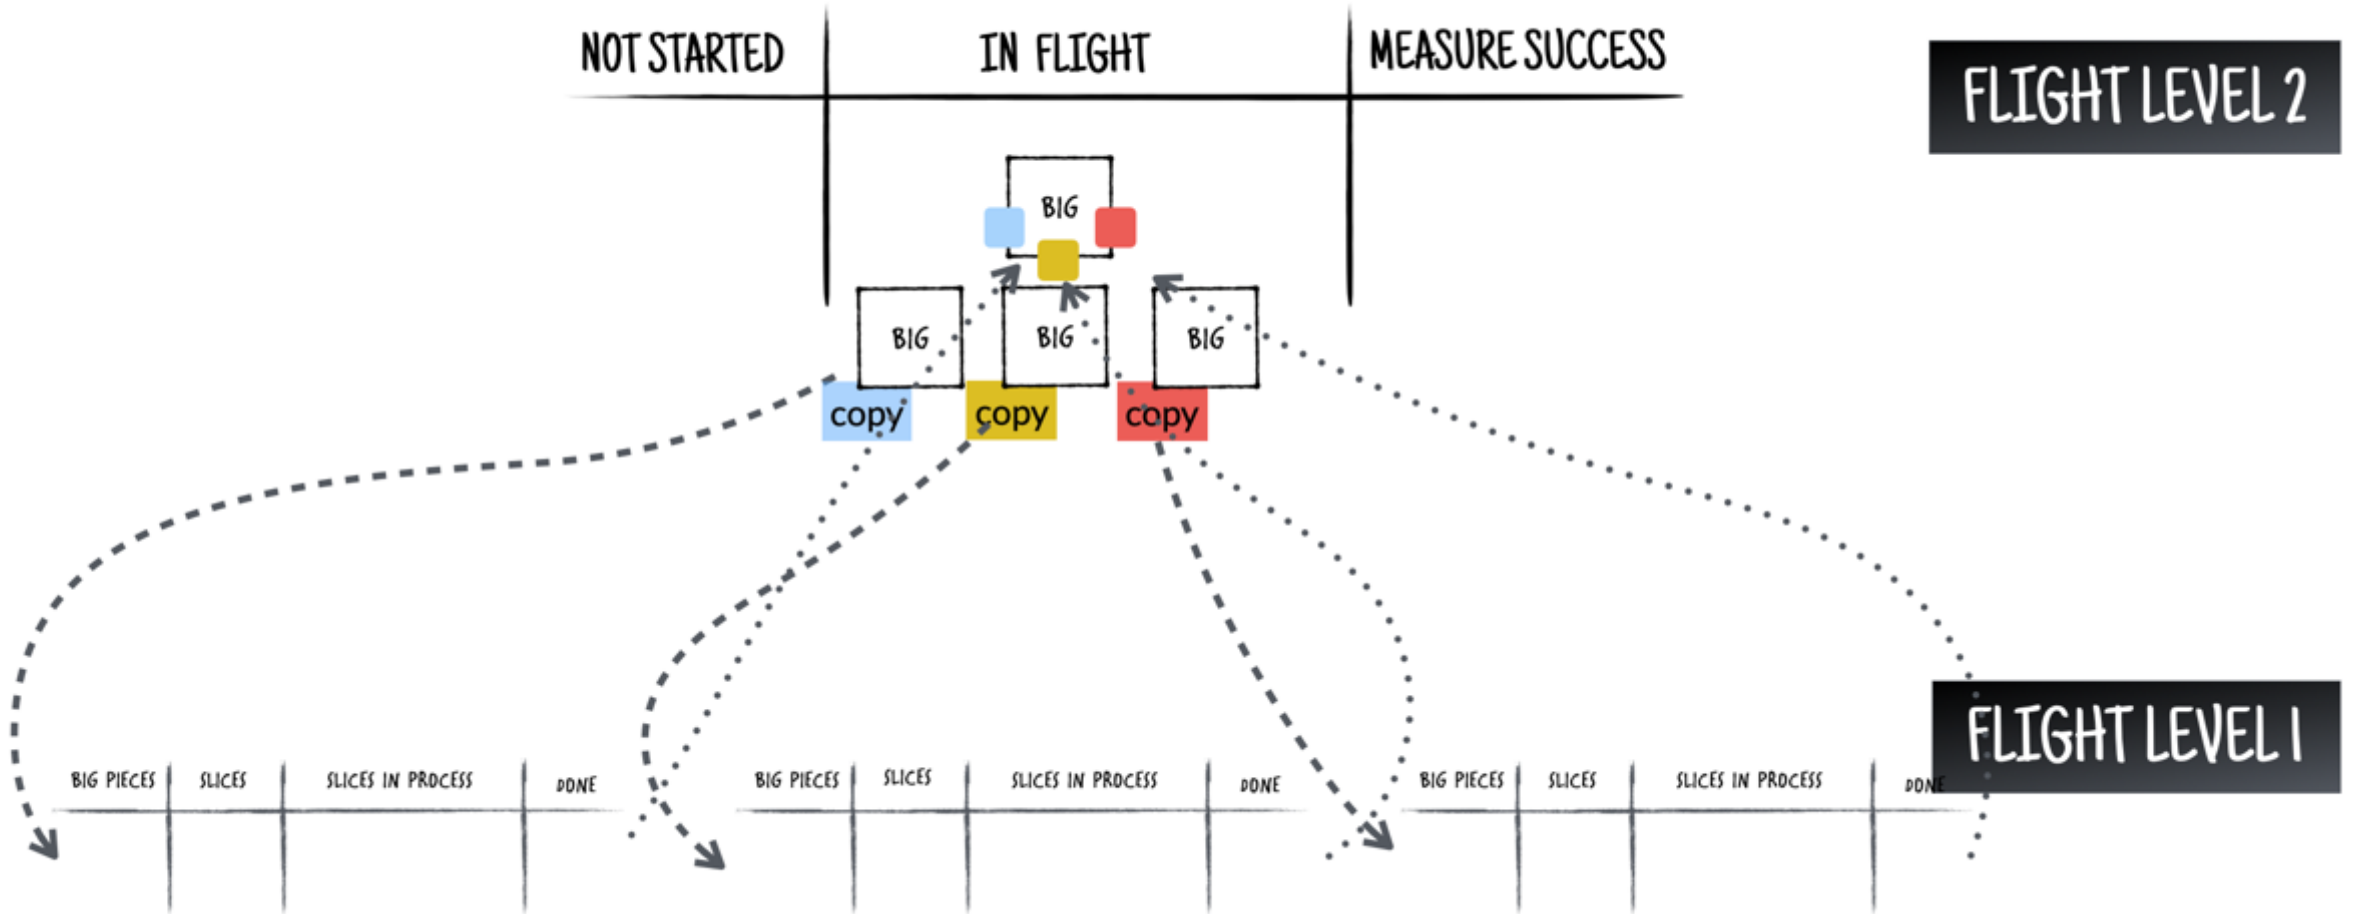 NOT STARTED
IN FLIGHT
MEASURE SUCCESS
FLIGHT LEVEL 2
BIG
BIG
BIG
BIG
copy
copy
copy
FLIGHT LEVEL 1
BIG PIECES
SLICES
SLICES IN PROCESS
DONE
BIG PIECES
SLICES
SLICES IN PROCESS
DONE
BIG PIECES
SLICES
SLICES IN PROCESS
DONE